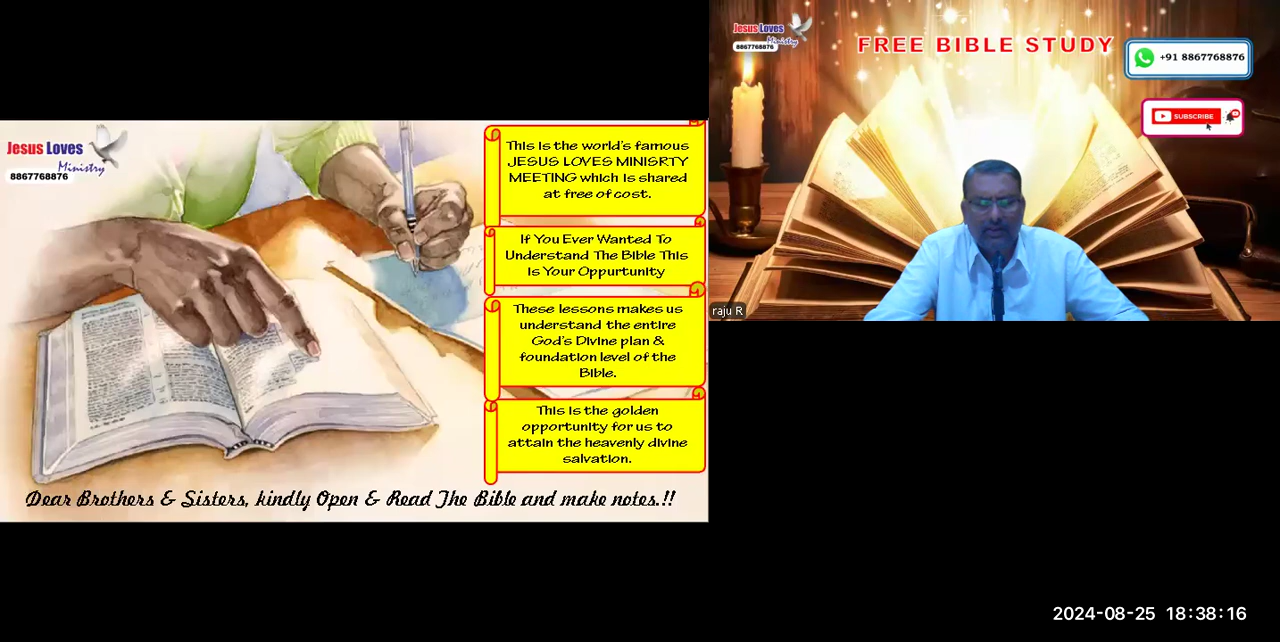 Jesus Loves
Ministry
8867768876
This is the world's famous
JESUS LOVES MINISRTY
MEETING which is shared
at free of cost.
If You Ever Wanted To
Understand The Bible This
Is Your Oppurtunity
These lessons makes us
understand the entire
God's Divine plan &
foundation level of the
Bible.
This is the golden
opportunity for us to
attain the heavenly divine
salvation.
Dear Brothers & Sisters, kindly Open & Read The Bible and make notes.!!
Jesus Loves
Ministry
8867768876
FREE BIBLE STUDY
+91 8867768876
SUBSCRIBE
raju R
2024-08-25 18:38:16